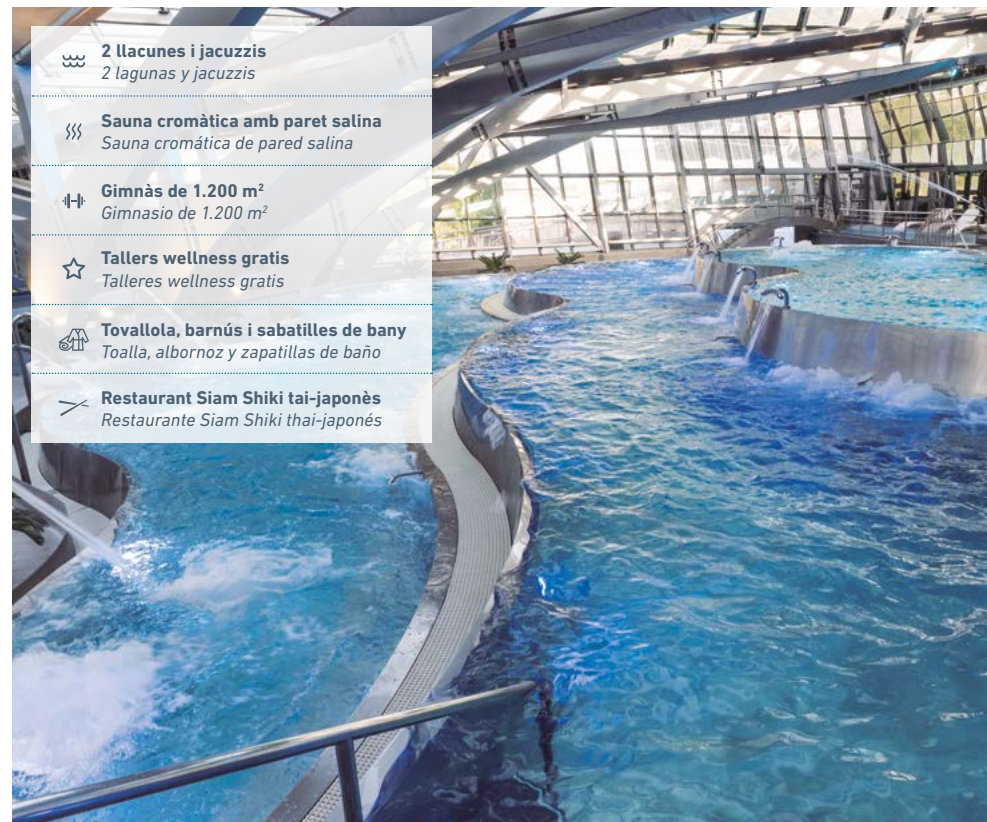 2 llacunes i jacuzzis
2 lagunas y jacuzzis
Sauna cromàtica amb paret salina
Sauna cromática de pared salina
Gimnàs de 1.200 m²
Gimnasio de 1.200 m²
Tallers wellness gratis
Talleres wellness gratis
Tovallola, barnús i sabatilles de bany
Toalla, albornoz y zapatillas de baño
Restaurant Siam Shiki tai-japonès
Restaurante Siam Shiki thai-japonés